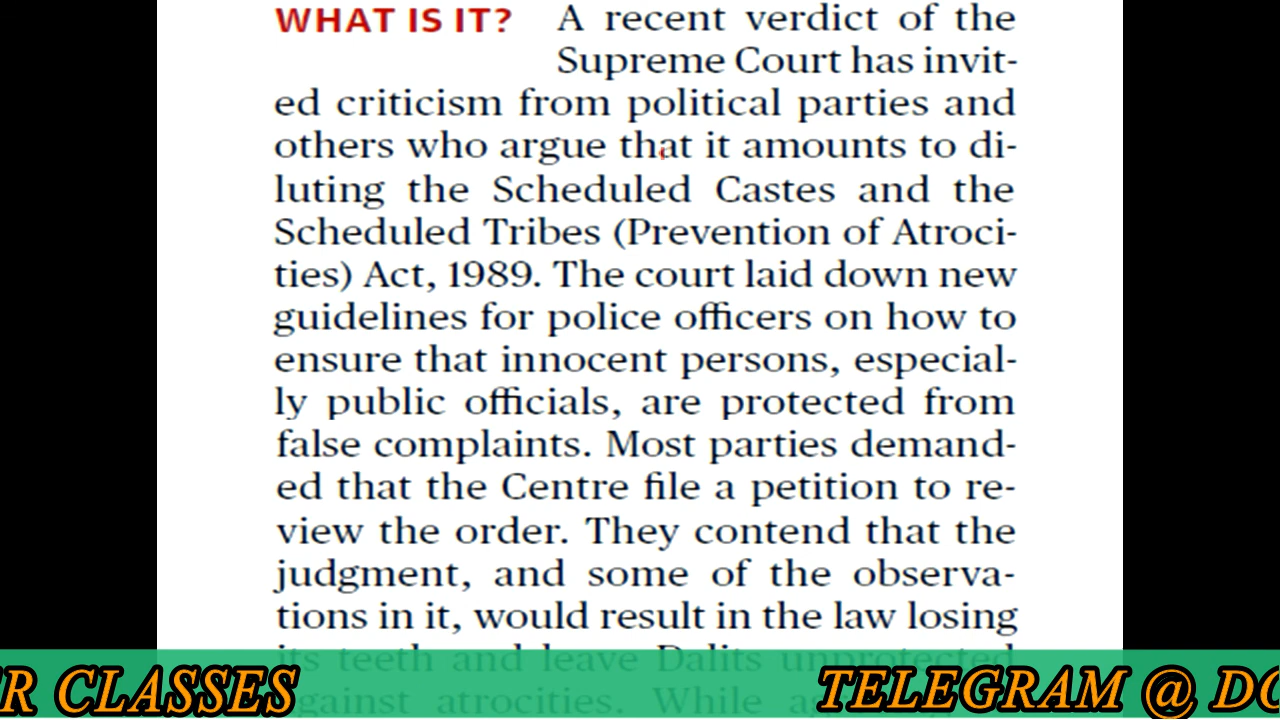 WHAT IS IT? A recent verdict of the
Supreme Court has invit-
ed criticism from political parties and
others who argue that it amounts to di-
luting the Scheduled Castes and the
Scheduled Tribes (Prevention of Atroci-
ties) Act, 1989. The court laid down new
guidelines for police officers on how to
ensure that innocent persons, especial-
ly public officials, are protected from
false complaints. Most parties demand-
ed that the Centre file a petition to re-
view the order. They contend that the
judgment, and some of the observa-
tions in it, would result in the law losing
its teeth and leave Dalits unprotected
against atrocities. While
R CLASSES TELEGRAM @ DO